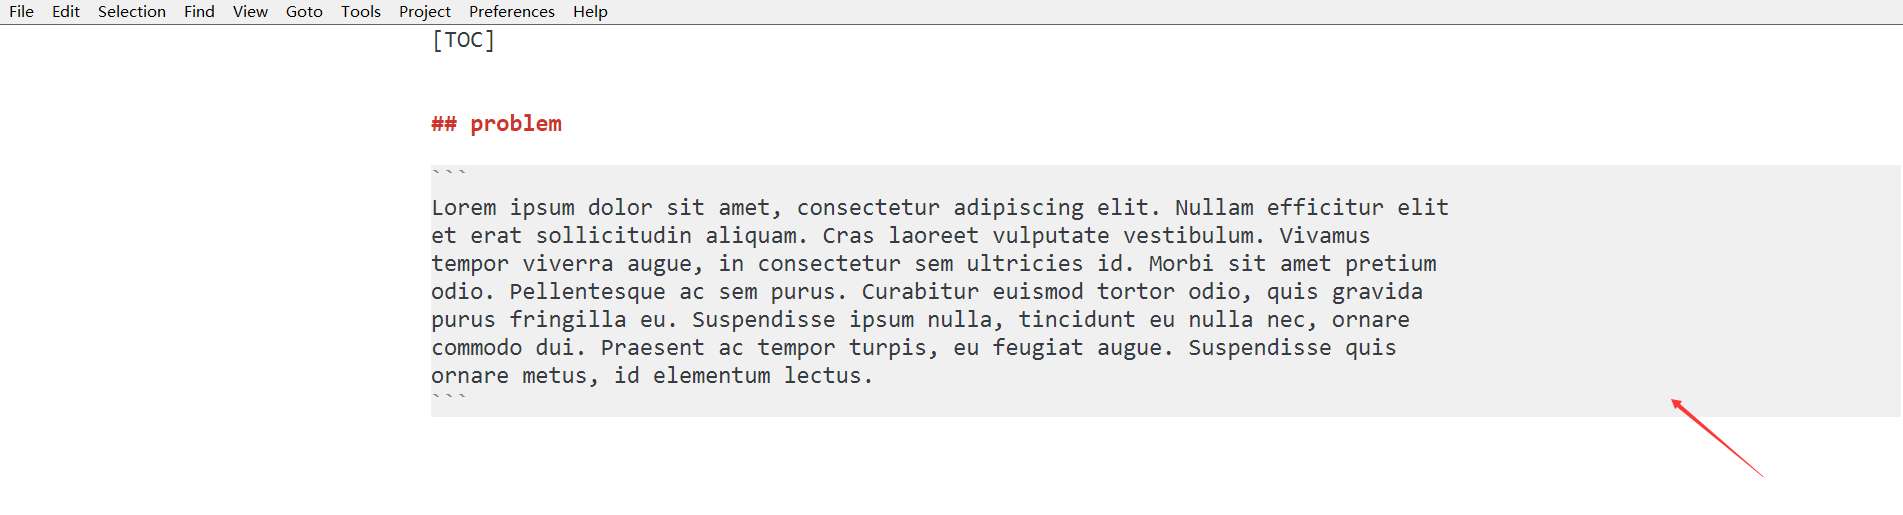 File Edit Selection Find View Goto Tools Project Preferences Help
[TOC]
## problem
```
Lorem ipsum dolor sit amet, consectetur adipiscing elit. Nullam efficitur elit
et erat sollicitudin aliquam. Cras laoreet vulputate vestibulum. Vivamus
tempor viverra augue, in consectetur sem ultricies id. Morbi sit amet pretium
odio. Pellentesque ac sem purus. Curabitur euismod tortor odio, quis gravida
purus fringilla eu. Suspendisse ipsum nulla, tincidunt eu nulla nec, ornare
commodo dui. Praesent ac tempor turpis, eu feugiat augue. Suspendisse quis
ornare metus, id elementum lectus.
```